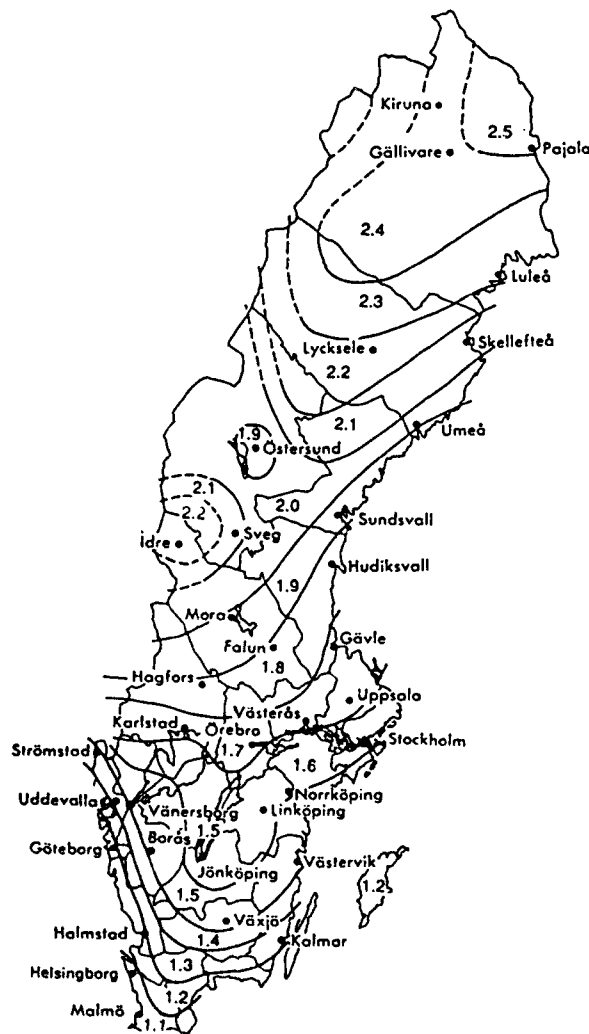 Kiruna
2.5
Gällivare
Pajala
2.4
Luleå
2.3
Skellefteå
Lycksele
2.2
2.1
Umeå
1.9
Östersund
2.1
2.0
2.2
Sundsvall
Idre
Sveg
Hudiksvall
1.9
Mora
Falun
Gävle
1.8
Hagfors
Uppsala
Västerås
Karlstad
Örebro
Stockholm
Strömstad
1.7
1.6
Norrköping
Uddevalla
Vänersborg
Linköping
1.5
Borås
Göteborg
Västervik
Jönköping
1.2
1.5
Växjö
Halmstad
1.4
Kalmar
1.3
Helsingborg
1.2
Malmö
1.1